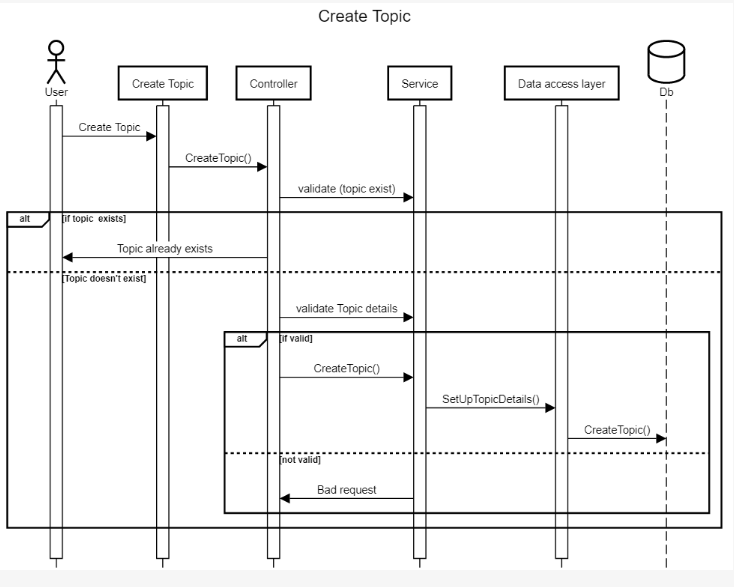 Create Topic
User
Create Topic
Controller
Service
Data access layer
Db
Create Topic
CreateTopic()
validate (topic exist)
alt
[if topic exists]
Topic already exists
[Topic doesn't exist]
validate Topic details
alt
[if valid]
CreateTopic()
SetUpTopicDetails()
CreateTopic()
[not valid]
Bad request